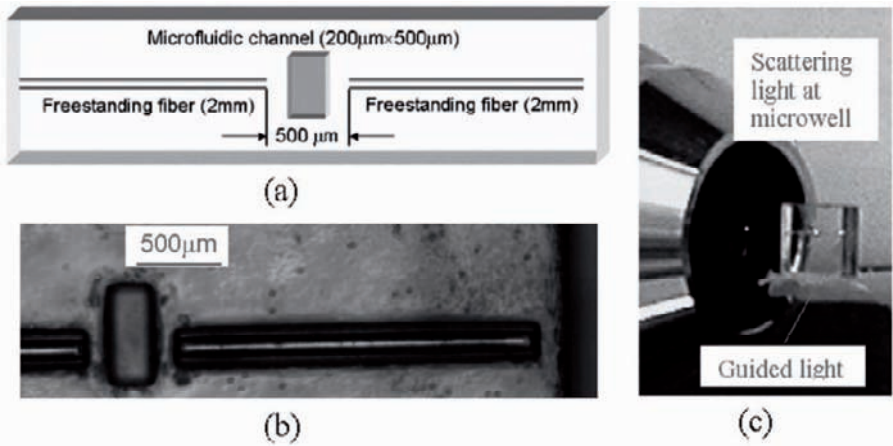 Microfluidic channel (200μm×500μm)
Freestanding fiber (2mm)
Freestanding fiber (2mm)
500 μm
(a)
500μm
(b)
Scattering
light at
microwell
Guided light
(c)